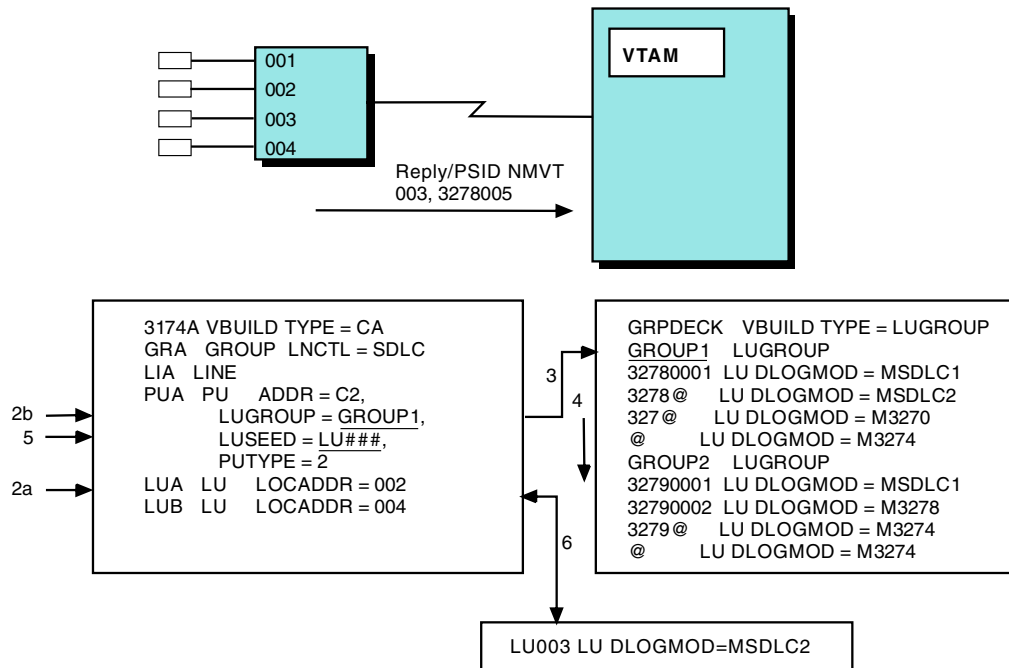 001
002
003
004
VTAM
Reply/PSID NMVT
003, 3278005
3174A VBUILD TYPE = CA
GRA GROUP LNCTL = SDLC
LIA LINE
PUA PU ADDR = C2,
LUGROUP = GROUP1,
LUSEED = LU###,
PUTYPE = 2
LUA LU LOCADDR = 002
LUB LU LOCADDR = 004
2b
5
2a
3
4
6
GRPDECK VBUILD TYPE = LUGROUP
GROUP1 LUGROUP
32780001 LU DLOGMOD = MSDLC1
3278@ LU DLOGMOD = MSDLC2
327@ LU DLOGMOD = M3270
@ LU DLOGMOD = M3274
GROUP2 LUGROUP
32790001 LU DLOGMOD = MSDLC1
32790002 LU DLOGMOD = M3278
3279@ LU DLOGMOD = M3274
@ LU DLOGMOD = M3274
LU003 LU DLOGMOD=MSDLC2